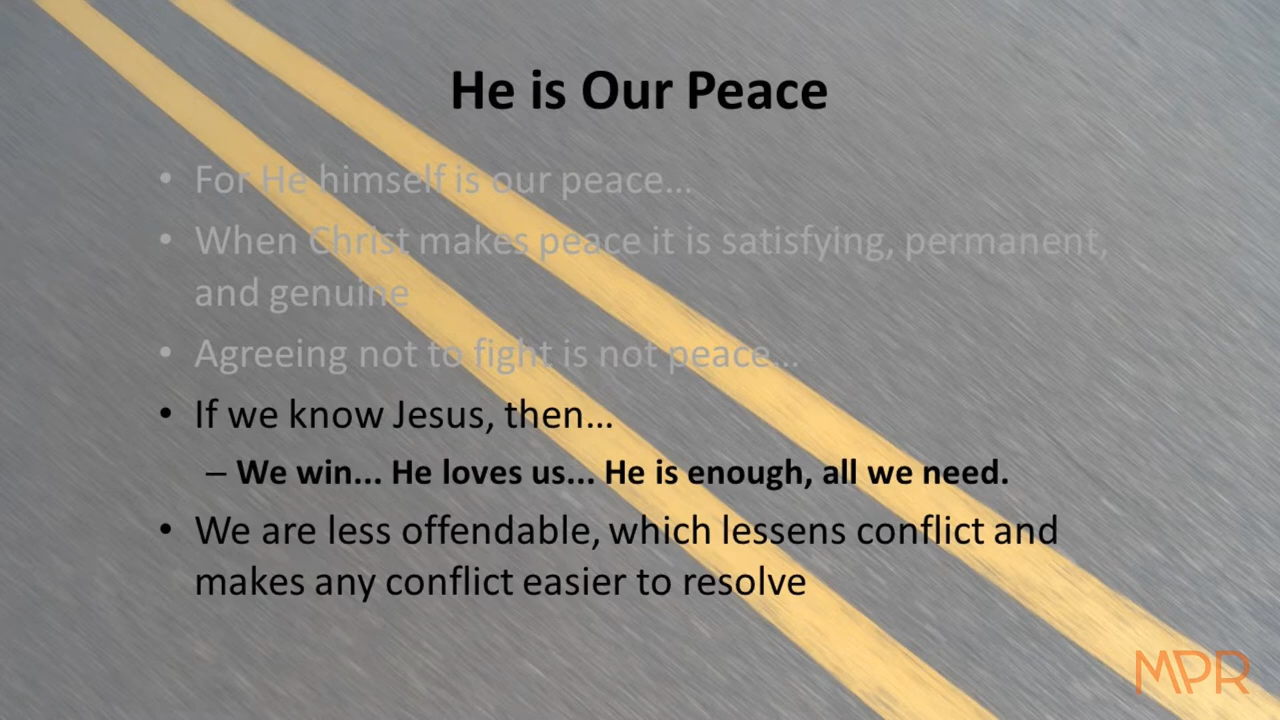 He is Our Peace
• For He himself is our peace...
• When Christ makes peace it is satisfying, permanent,
and genuine
• Agreeing not to fight is not peace...
• If we know Jesus, then...
– We win... He loves us... He is enough, all we need.
• We are less offendable, which lessens conflict and
makes any conflict easier to resolve
MPR